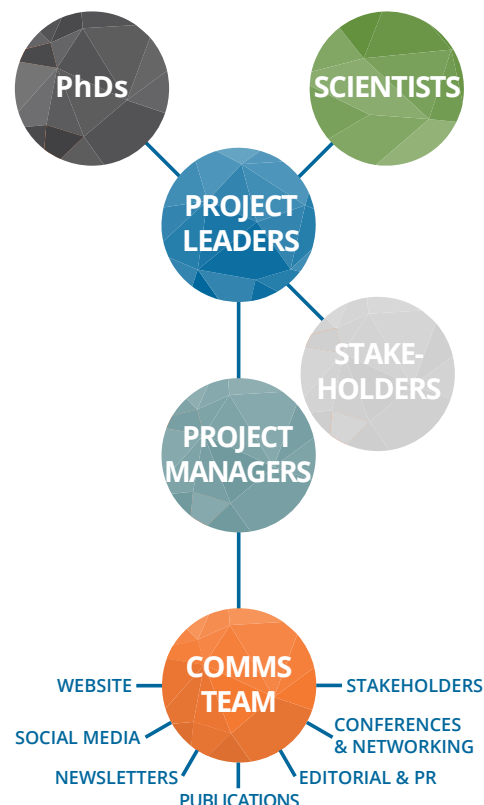 PhDs
SCIENTISTS
PROJECT
LEADERS
STAKE-
HOLDERS
PROJECT
MANAGERS
COMMS
TEAM
WEBSITE
STAKEHOLDERS
SOCIAL MEDIA
CONFERENCES
& NETWORKING
NEWSLETTERS
EDITORIAL & PR
PUBLICATIONS